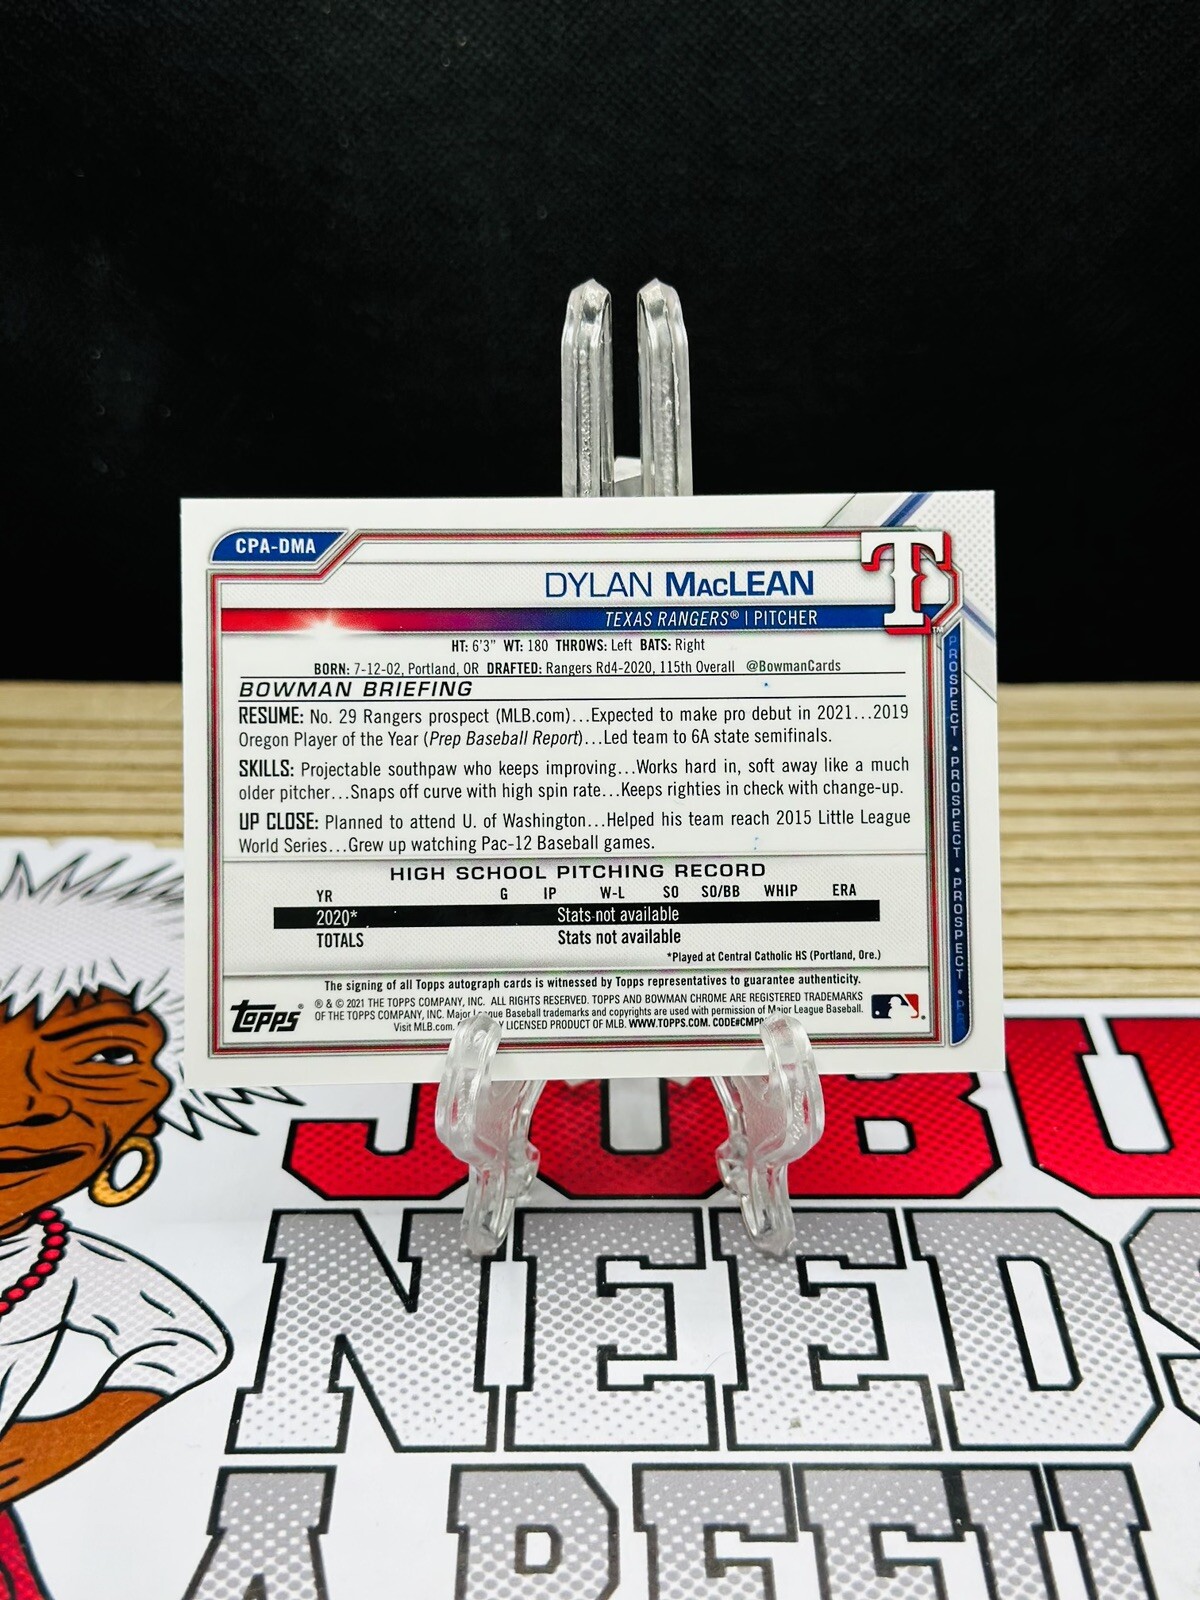 CPA-DMA
DYLAN MACLEAN
TEXAS RANGERS® | PITCHER
T
TM
HT: 6'3" WT: 180 THROWS: Left BATS: Right
BORN: 7-12-02, Portland, OR DRAFTED: Rangers Rd4-2020, 115th Overall @BowmanCards
BOWMAN BRIEFING
RESUME: No. 29 Rangers prospect (MLB.com)...Expected to make pro debut in 2021...2019
Oregon Player of the Year (Prep Baseball Report)...Led team to 6A state semifinals.
SKILLS: Projectable southpaw who keeps improving...Works hard in, soft away like a much
older pitcher...Snaps off curve with high spin rate...Keeps righties in check with change-up.
UP CLOSE: Planned to attend U. of Washington...Helped his team reach 2015 Little League
World Series...Grew up watching Pac-12 Baseball games.
HIGH SCHOOL PITCHING RECORD
YR G IP W-L SO SO/BB WHIP ERA
2020* Stats not available
TOTALS Stats not available
*Played at Central Catholic HS (Portland, Ore.)
The signing of all Topps autograph cards is witnessed by Topps representatives to guarantee authenticity.
Topps®
® & © 2021 THE TOPPS COMPANY, INC. ALL RIGHTS RESERVED. TOPPS AND BOWMAN CHROME ARE REGISTERED TRADEMARKS
OF THE TOPPS COMPANY, INC. Major League Baseball trademarks and copyrights are used with permission of Major League Baseball.
Visit MLB.com. LICENSED PRODUCT OF MLB. WWW.TOPPS.COM.
PROSPECT • PROSPECT • PROSPECT • PR
JOBU
NEEDS
A